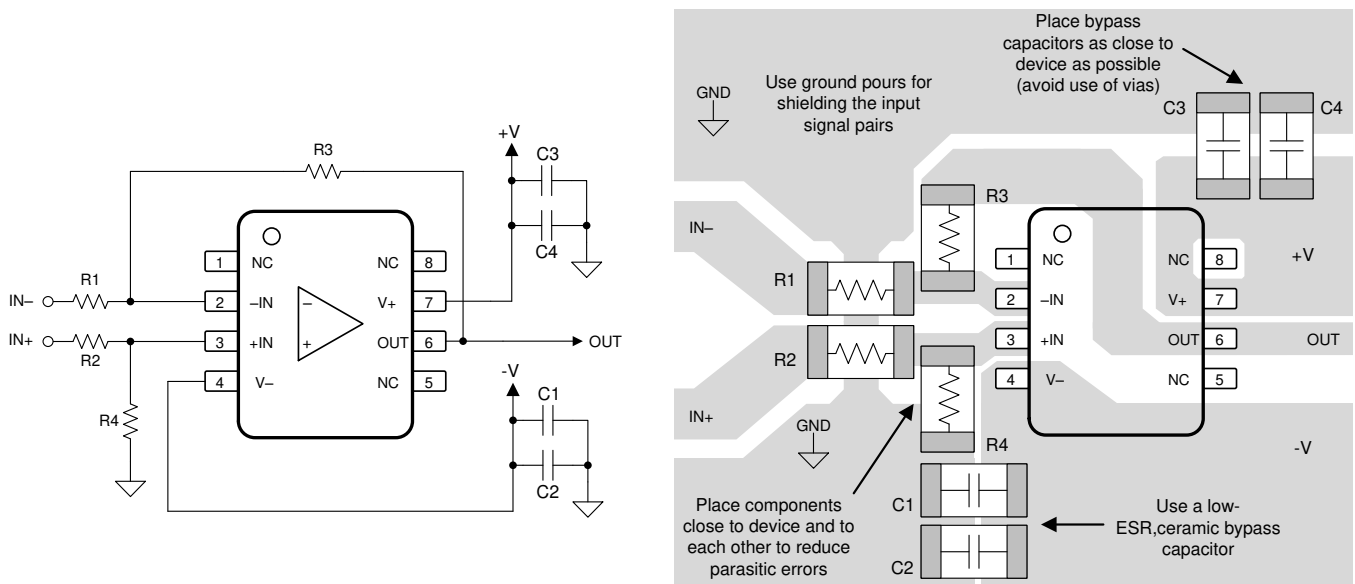 +V
C3
C4
R3
1
NC
NC
8
IN–
R1
2
–IN
–
V+
7
IN+
R2
3
+IN
+
OUT
6
OUT
4
V–
NC
5
R4
-V
C1
C2
Place bypass
capacitors as close to
device as possible
(avoid use of vias)
Use ground pours for
shielding the input
signal pairs
GND
C3
C4
R3
IN–
1
NC
NC
8
+V
R1
2
–IN
V+
7
3
+IN
OUT
6
OUT
R2
4
V–
NC
5
IN+
GND
R4
-V
Place components
close to device and to
each other to reduce
parasitic errors
C1
C2
Use a low-
ESR,ceramic bypass
capacitor